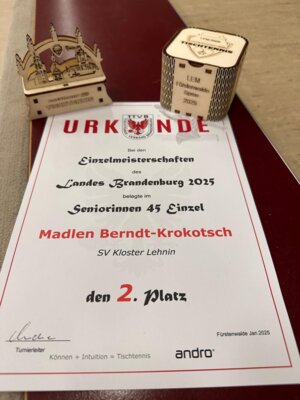 TISCHTENNIS
LEM
Fürstenwalde
Spree
2025
TTVB
URKUNDE
Bei den
Einzelmeisterschaften
des
Landes Brandenburg 2025
belegte im
Seniorinnen 45 Einzel
Madlen Berndt-Krokotsch
SV Kloster Lehnin
den 2. Platz
Fürstenwalde Jan.2025
Turnierleiter
Können + Intuition = Tischtennis
andro